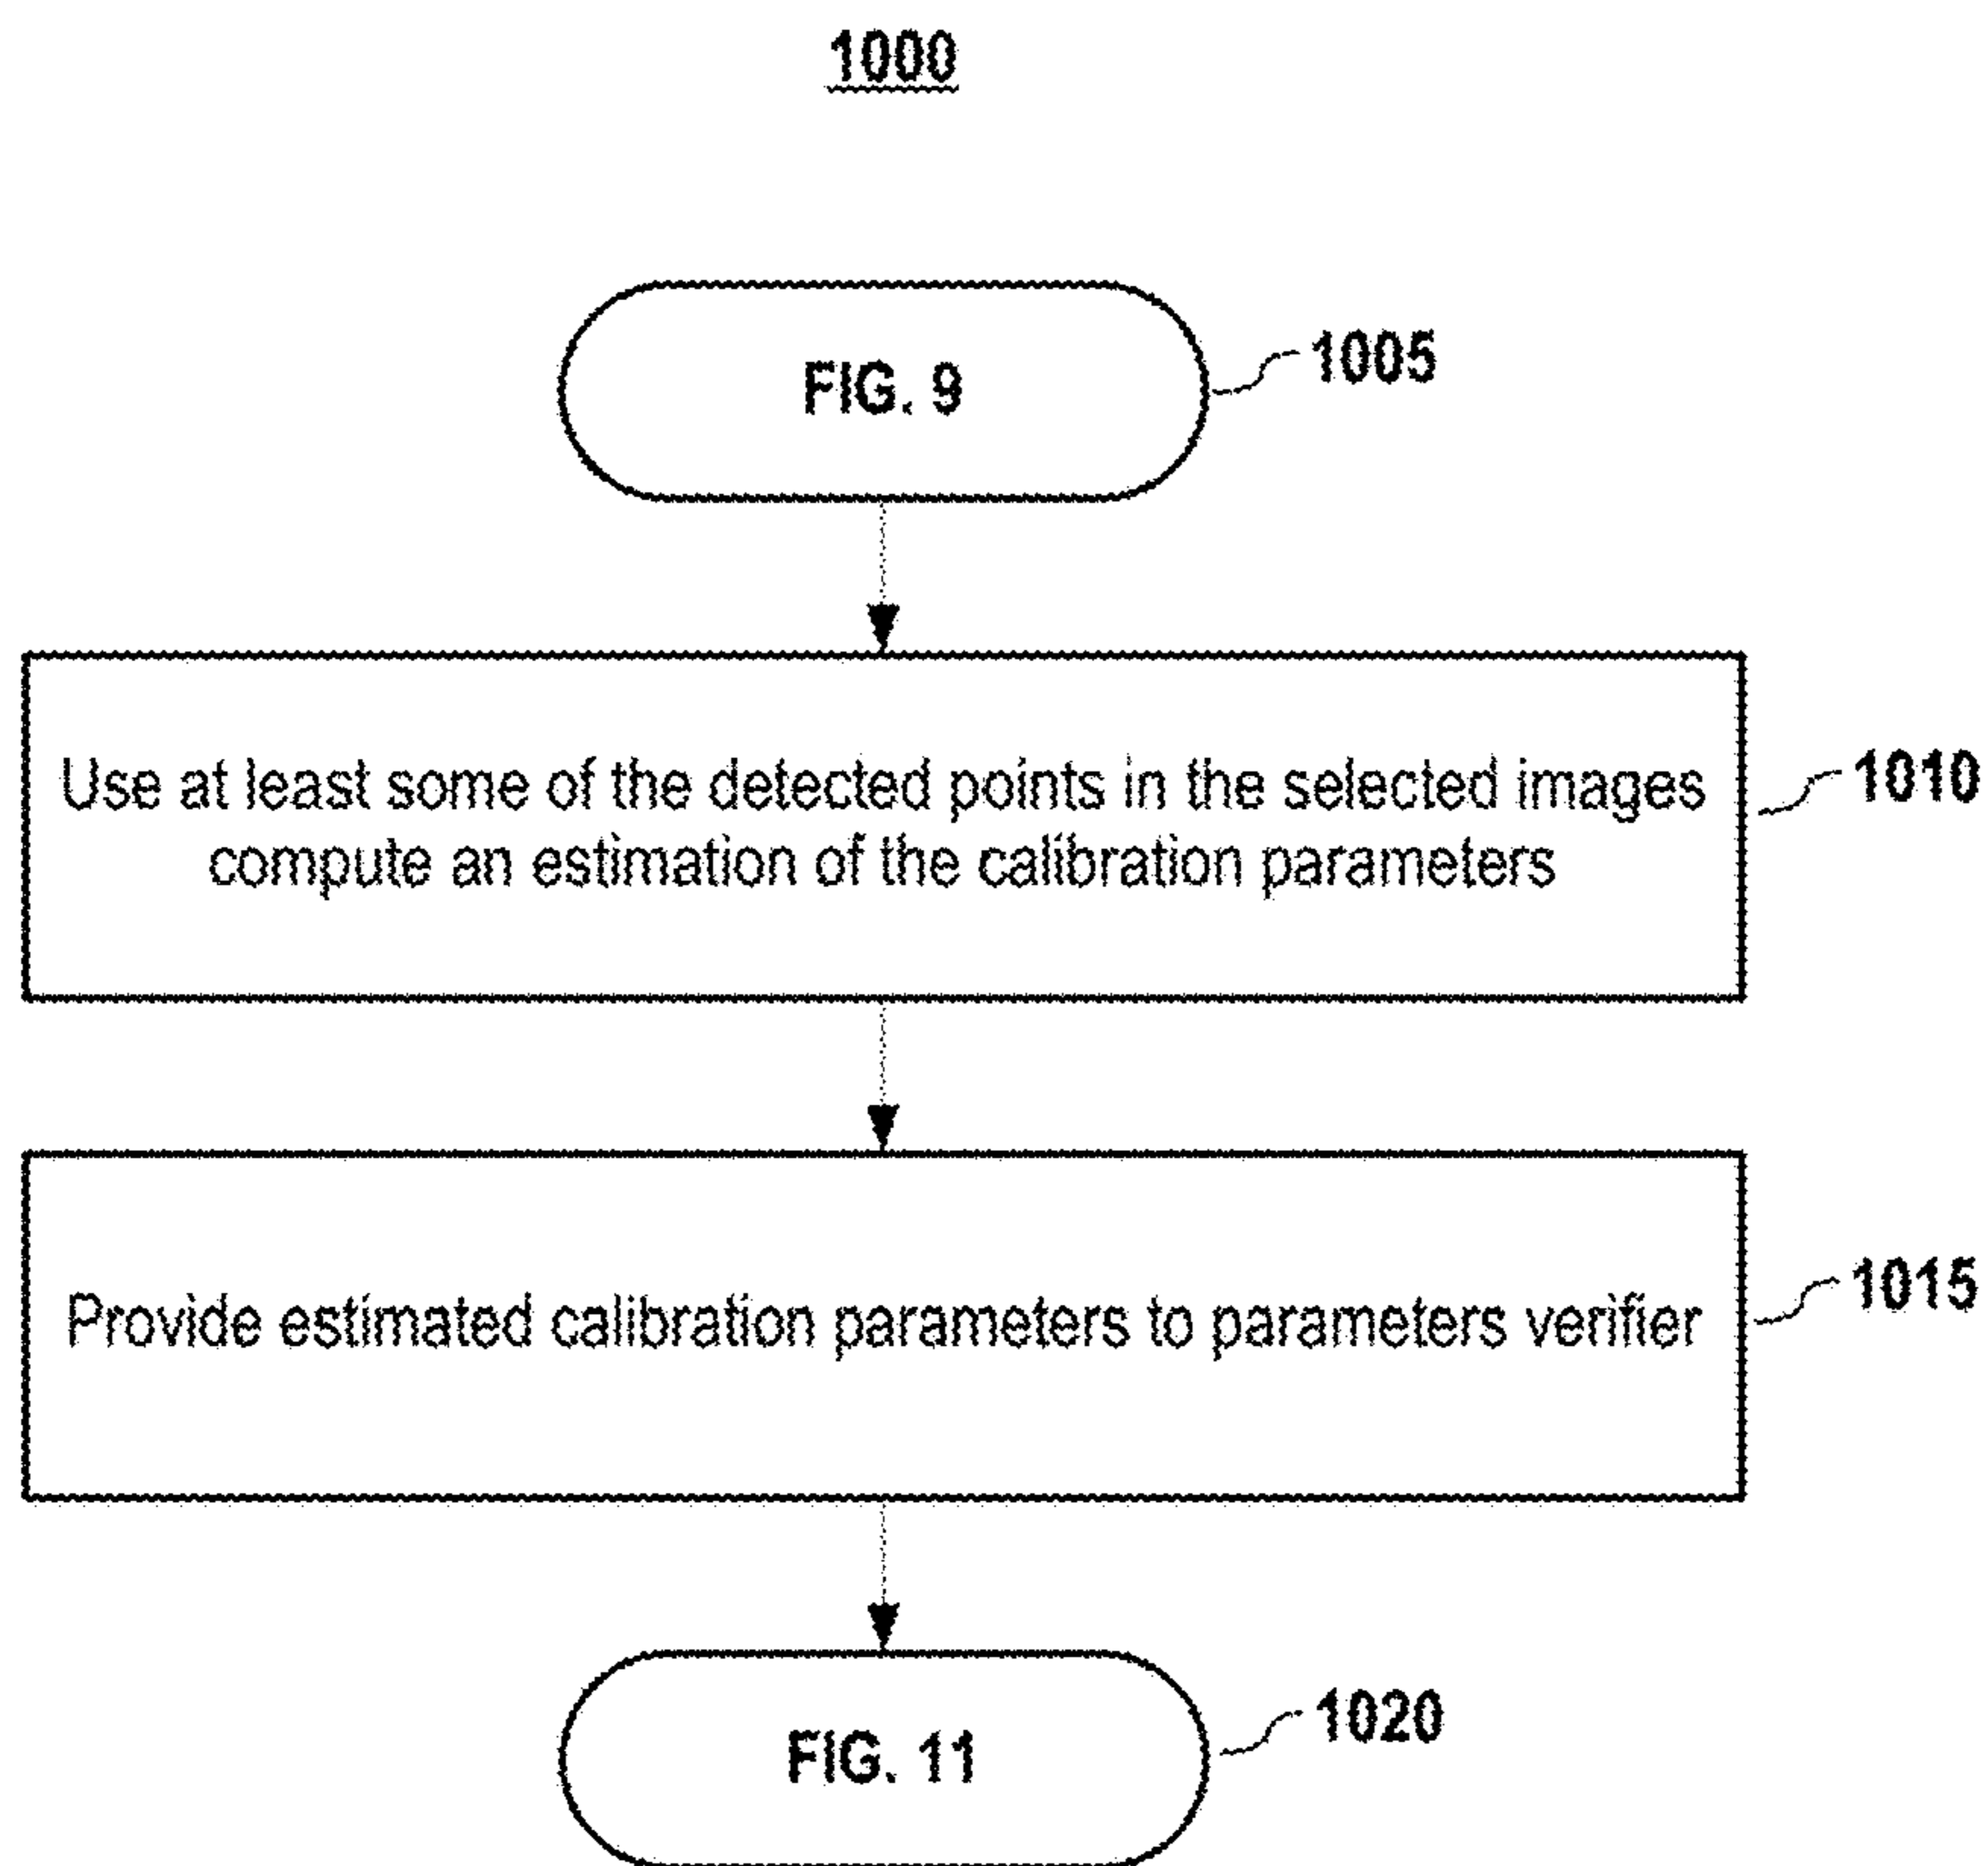 1000
FIG. 9
1005
Use at least some of the detected points in the selected images
compute an estimation of the calibration parameters
1010
Provide estimated calibration parameters to parameters verifier
1015
FIG. 11
1020